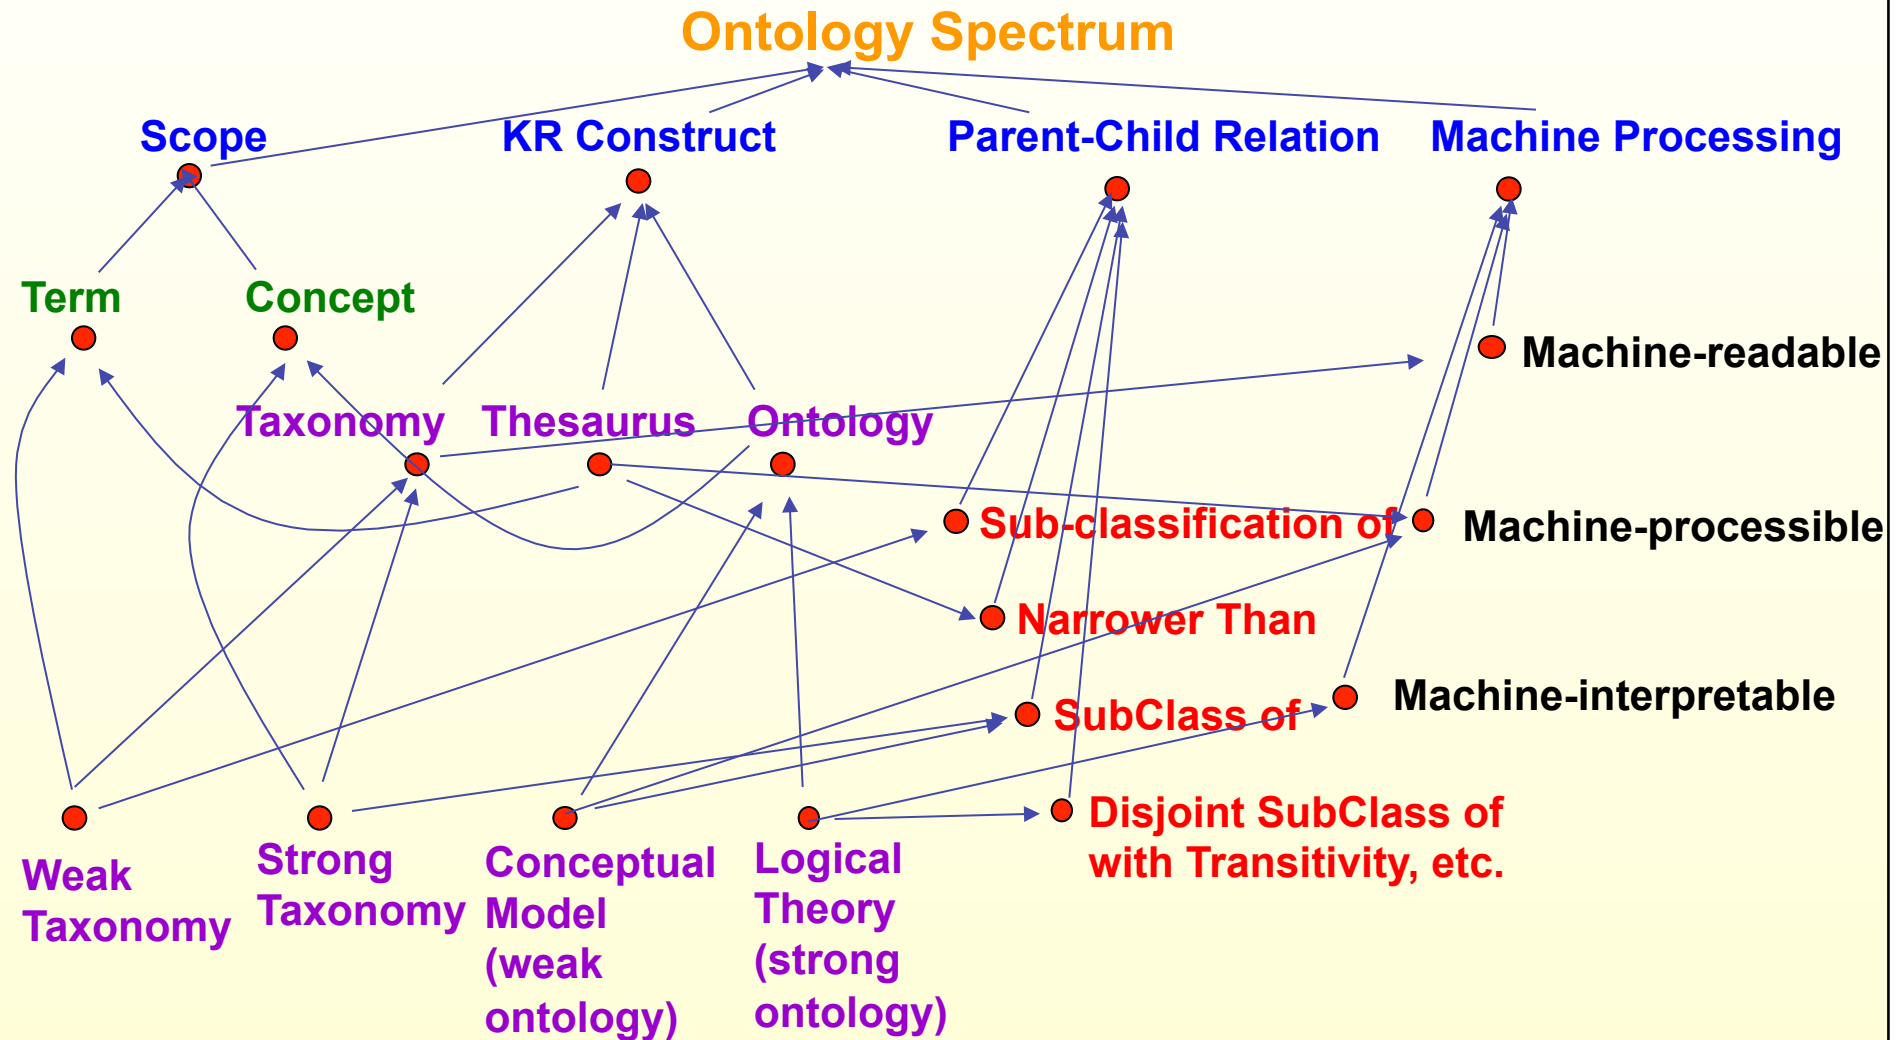 Ontology Spectrum
Scope
KR Construct
Parent-Child Relation
Machine Processing
Term
Concept
Machine-readable
Taxonomy
Thesaurus
Ontology
Sub-classification of
Machine-processible
Narrower Than
SubClass of
Machine-interpretable
Weak
Taxonomy
Strong
Taxonomy
Conceptual
Model
(weak
ontology)
Logical
Theory
(strong
ontology)
Disjoint SubClass of
with Transitivity, etc.